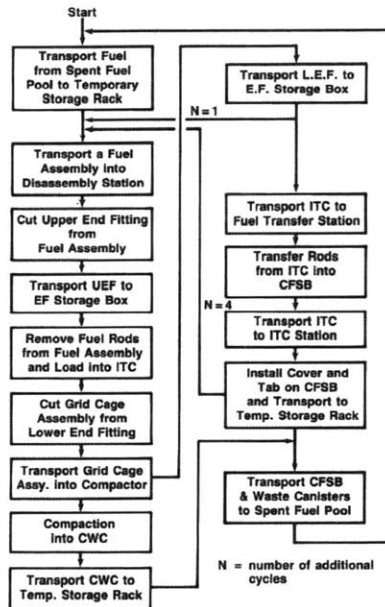 Start
Transport Fuel
from Spent Fuel
Pool to Temporary
Storage Rack
Transport a Fuel
Assembly into
Disassembly Station
Cut Upper End Fitting
from
Fuel Assembly
Transport UEF to
EF Storage Box
Remove Fuel Rods
from Fuel Assembly
and Load into ITC
Cut Grid Cage
Assembly from
Lower End Fitting
Transport Grid Cage
Assy. into Compactor
Compaction
into CWC
Transport CWC to
Temp. Storage Rack
Transport L.E.F. to
E.F. Storage Box
N = 1
Transport ITC to
Fuel Transfer Station
Transfer Rods
from ITC into
CFSB
N = 4
Transport ITC
to ITC Station
Install Cover and
Tab on CFSB
and Transport to
Temp. Storage Rack
Transport CFSB
& Waste Canisters
to Spent Fuel Pool
N = number of additional
cycles